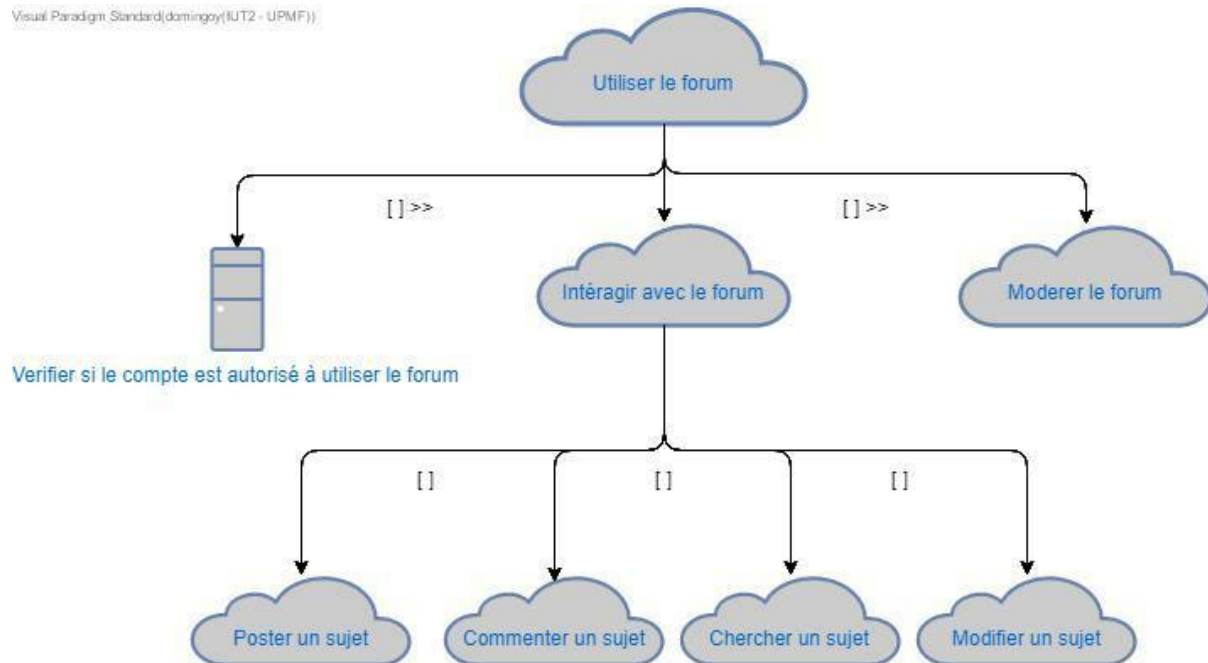 Visual Paradigm Standard(domingoy(IUT2 - UPMF))
Utiliser le forum
[ ] >>
[ ] >>
Intéragir avec le forum
Moderer le forum
Verifier si le compte est autorisé à utiliser le forum
[ ]
[ ]
[ ]
Poster un sujet
Commenter un sujet
Chercher un sujet
Modifier un sujet